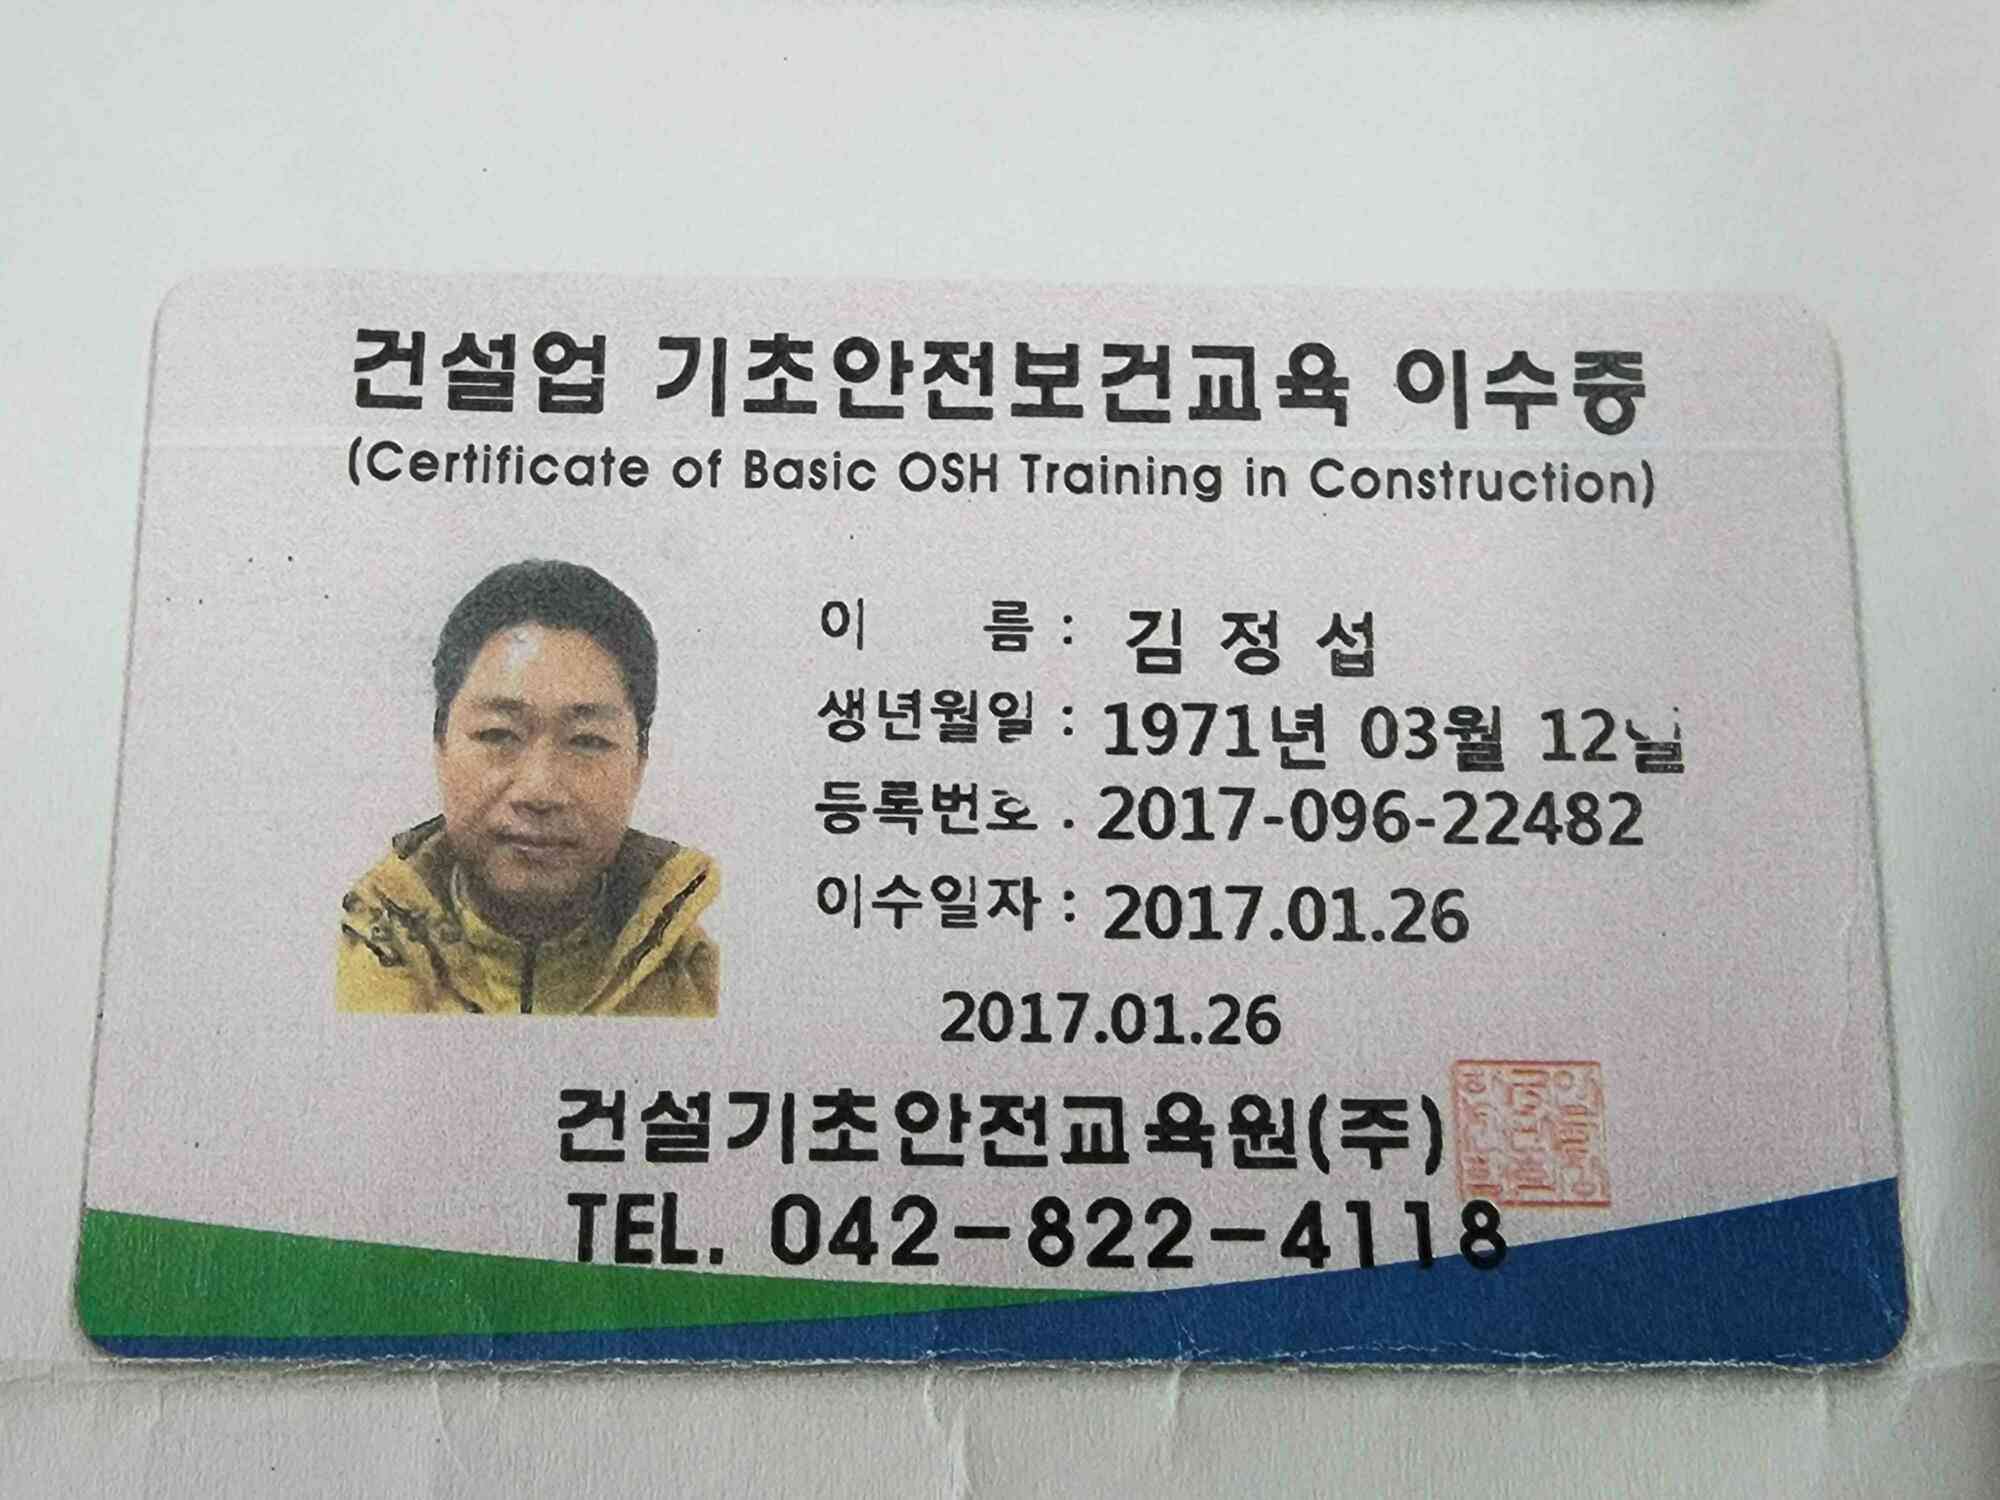 건설업 기초안전보건교육 이수증
(Certificate of Basic OSH Training in Construction)
이 름 : 김 정 섭
생년월일 : 1971년 03월 12일
등록번호 : 2017-096-22482
이수일자 : 2017.01.26
2017.01.26
건설기초안전교육원(주)
TEL. 042-822-4118